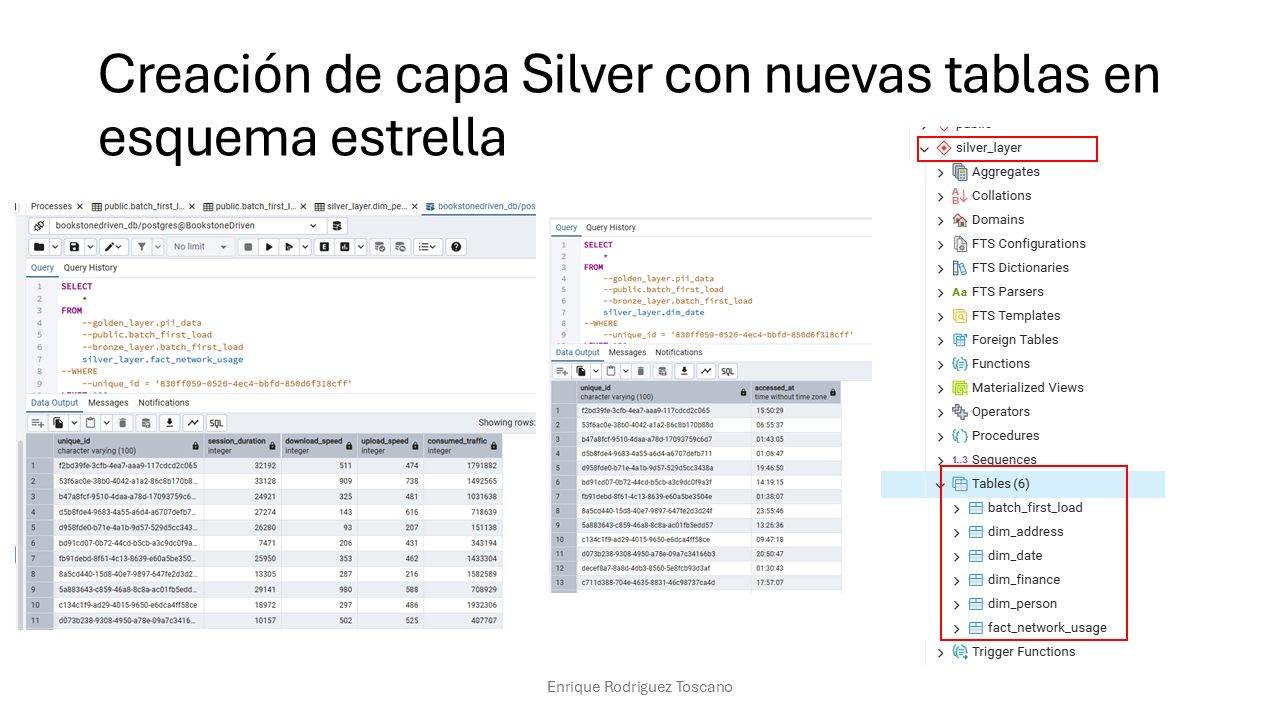 Creación de capa Silver con nuevas tablas en
esquema estrella
Processes
public.batch_first_l...
public.batch_first_l...
silver_layer.dim_pe...
bookstonedriven_db/pos
bookstonedriven_db/postgres@BookstoneDriven
No limit
Query Query History
1 SELECT
2 *
3 FROM
4 --golden_layer.pii_data
5 --public.batch_first_load
6 --bronze_layer.batch_first_load
7 silver_layer.fact_network_usage
8 --WHERE
9 --unique_id = '830ff059-0526-4ec4-bbfd-850d6f318cff'
Data Output Messages Notifications
SQL
Showing rows:
unique_id session_duration download_speed upload_speed consumed_traffic
character varying (100) integer integer integer integer
1 f2bd39fe-3cfb-4ea7-aaa9-117cdcd2c065 32192 511 474 1791882
2 53f6ac0e-38b0-4042-a1a2-86c8b170b8... 33128 909 738 1492565
3 b47a8fcf-9510-4daa-a78d-17093759c6... 24921 325 481 1031638
4 d5b8fde4-9683-4a55-a6d4-a6707defb7... 27274 143 616 718639
5 d958fde0-b71e-4a1b-9d57-529d5cc343... 26280 93 207 151138
6 bd91cd07-0b72-44cd-b5cb-a3c9dc0f9a... 7471 206 431 343194
7 fb91debd-8f61-4c13-8639-e60a5be350... 25950 353 462 1433304
8 8a5cd440-15d8-40e7-9897-647fe2d3d2... 13305 287 216 1582589
9 5a883643-c859-46a8-8c8a-ac01fb5edd... 29141 980 588 708929
10 c134c1f9-ad29-4015-9650-e6dca4ff58ce 18972 297 486 1932306
11 d073b238-9308-4950-a78e-09a7c3416... 10157 502 525 407707
Query Query History
1 SELECT
2 *
3 FROM
4 --golden_layer.pii_data
5 --public.batch_first_load
6 --bronze_layer.batch_first_load
7 silver_layer.dim_date
8 --WHERE
9 --unique_id = '830ff059-0526-4ec4-bbfd-850d6f318cff'
Data Output Messages Notifications
SQL
unique_id accessed_at
character varying (100) time without time zone
1 f2bd39fe-3cfb-4ea7-aaa9-117cdcd2c065 15:50:29
2 53f6ac0e-38b0-4042-a1a2-86c8b170b88d 06:55:37
3 b47a8fcf-9510-4daa-a78d-17093759c6d7 01:43:05
4 d5b8fde4-9683-4a55-a6d4-a6707defb711 01:06:47
5 d958fde0-b71e-4a1b-9d57-529d5cc3438a 19:46:50
6 bd91cd07-0b72-44cd-b5cb-a3c9dc0f9a3f 14:19:15
7 fb91debd-8f61-4c13-8639-e60a5be3504e 01:38:07
8 8a5cd440-15d8-40e7-9897-647fe2d3d24f 23:55:46
9 5a883643-c859-46a8-8c8a-ac01fb5edd57 13:26:36
10 c134c1f9-ad29-4015-9650-e6dca4ff58ce 09:47:18
11 d073b238-9308-4950-a78e-09a7c34166b3 20:50:47
12 decef8a7-8a8d-4db3-8560-5e8fcb93d3af 01:30:43
13 c711d388-704e-4635-8831-46c98737ca4d 17:57:07
silver_layer
Aggregates
Collations
Domains
FTS Configurations
FTS Dictionaries
Aa FTS Parsers
FTS Templates
Foreign Tables
Functions
Materialized Views
Operators
Procedures
1..3 Sequences
Tables (6)
batch_first_load
dim_address
dim_date
dim_finance
dim_person
fact_network_usage
Trigger Functions
Enrique Rodriguez Toscano